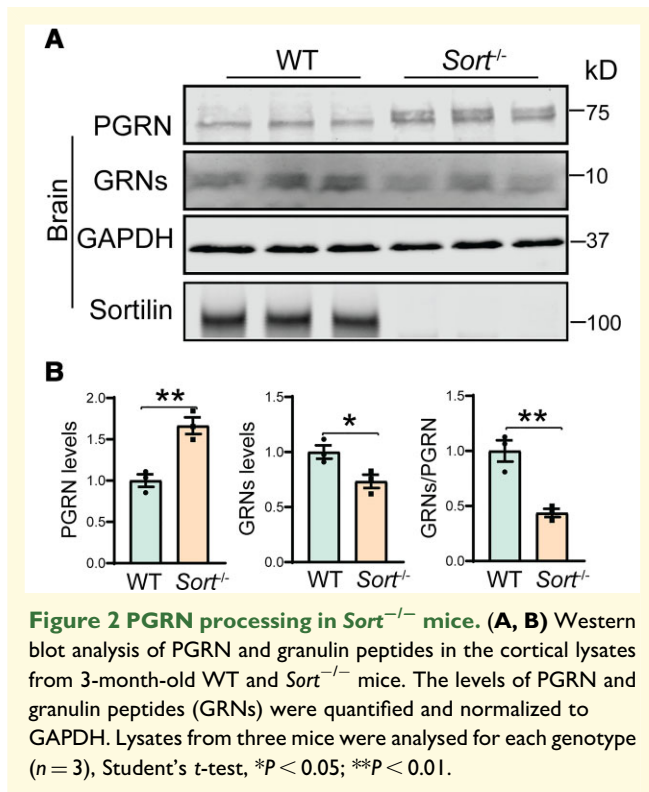 A
WT Sort-/- kD
PGRN 75
GRNs 10
GAPDH 37
Sortilin 100
Brain
B
PGRN levels
2.0
1.5
1.0
0.5
0.0
**
WT Sort-/-
GRNs levels
1.5
1.0
0.5
0.0
*
WT Sort-/-
GRNs/PGRN
1.5
1.0
0.5
0.0
**
WT Sort-/-
Figure 2 PGRN processing in Sort−/− mice. (A, B) Western
blot analysis of PGRN and granulin peptides in the cortical lysates
from 3-month-old WT and Sort−/− mice. The levels of PGRN and
granulin peptides (GRNs) were quantified and normalized to
GAPDH. Lysates from three mice were analysed for each genotype
(n = 3), Student's t-test, *P < 0.05; **P < 0.01.